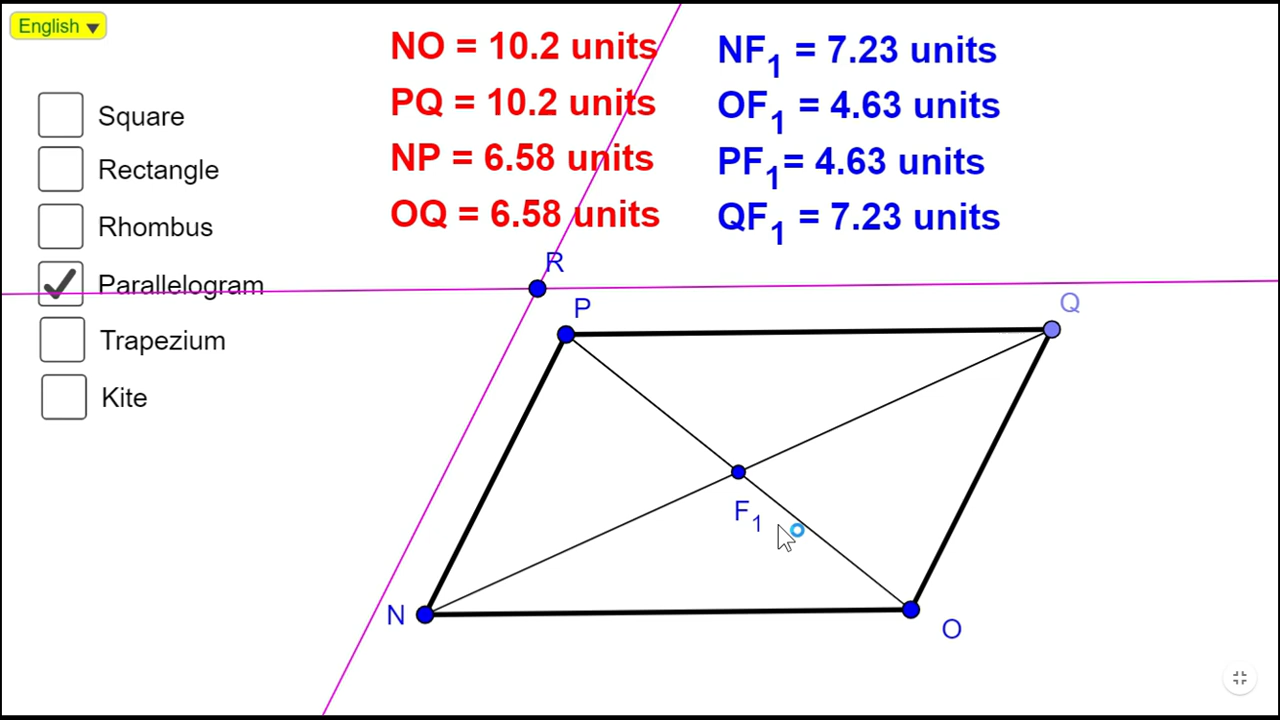 English ▼
NO = 10.2 units
PQ = 10.2 units
NP = 6.58 units
OQ = 6.58 units
NF₁ = 7.23 units
OF₁ = 4.63 units
PF₁= 4.63 units
QF₁ = 7.23 units
Square
Rectangle
Rhombus
Parallelogram
Trapezium
Kite
R
P
Q
F₁
N
O